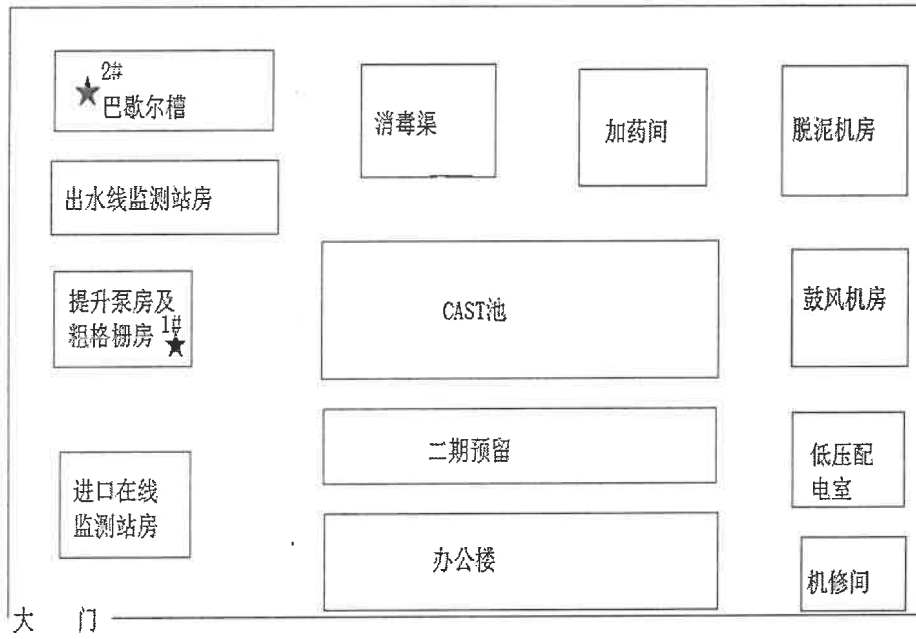 2#
巴歇尔槽
消毒渠
加药间
脱泥机房
出水线监测站房
提升泵房及
粗格栅房 1#
CAST池
鼓风机房
二期预留
低压配
电室
进口在线
监测站房
办公楼
机修间
大 门